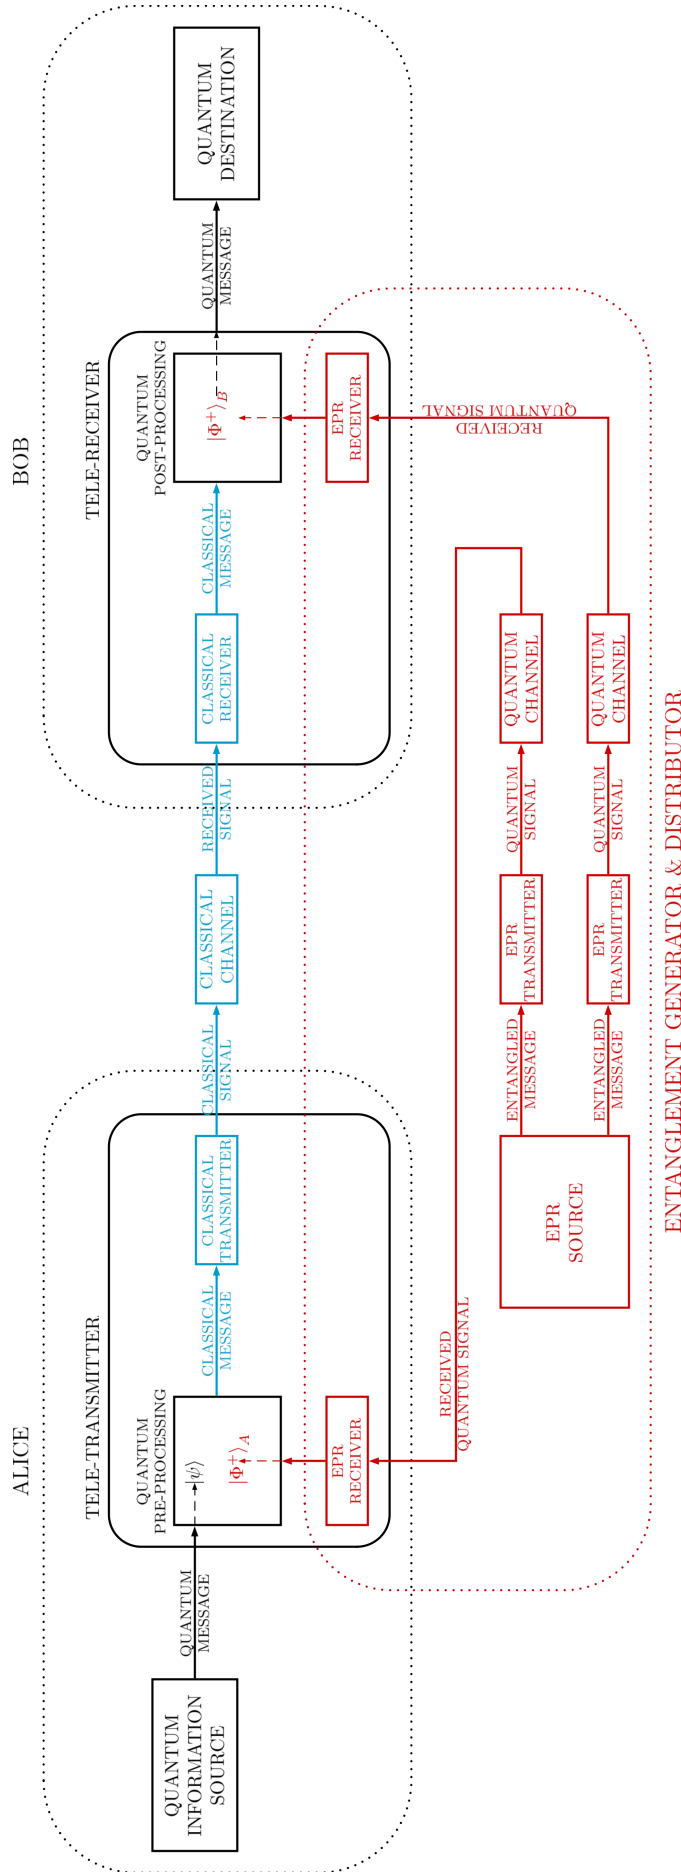 ALICE
BOB
TELE-TRANSMITTER
TELE-RECEIVER
QUANTUM
INFORMATION
SOURCE
QUANTUM
MESSAGE
QUANTUM
PRE-PROCESSING
|ψ⟩
|Φ⁺⟩_A
CLASSICAL
MESSAGE
CLASSICAL
TRANSMITTER
CLASSICAL
SIGNAL
CLASSICAL
CHANNEL
RECEIVED
SIGNAL
CLASSICAL
RECEIVER
CLASSICAL
MESSAGE
QUANTUM
POST-PROCESSING
|Φ⁺⟩_B
QUANTUM
MESSAGE
QUANTUM
DESTINATION
EPR
RECEIVER
EPR
RECEIVER
RECEIVED
QUANTUM SIGNAL
RECEIVED
QUANTUM SIGNAL
EPR
SOURCE
ENTANGLED
MESSAGE
EPR
TRANSMITTER
QUANTUM
SIGNAL
QUANTUM
CHANNEL
ENTANGLED
MESSAGE
EPR
TRANSMITTER
QUANTUM
SIGNAL
QUANTUM
CHANNEL
ENTANGLEMENT GENERATOR & DISTRIBUTOR